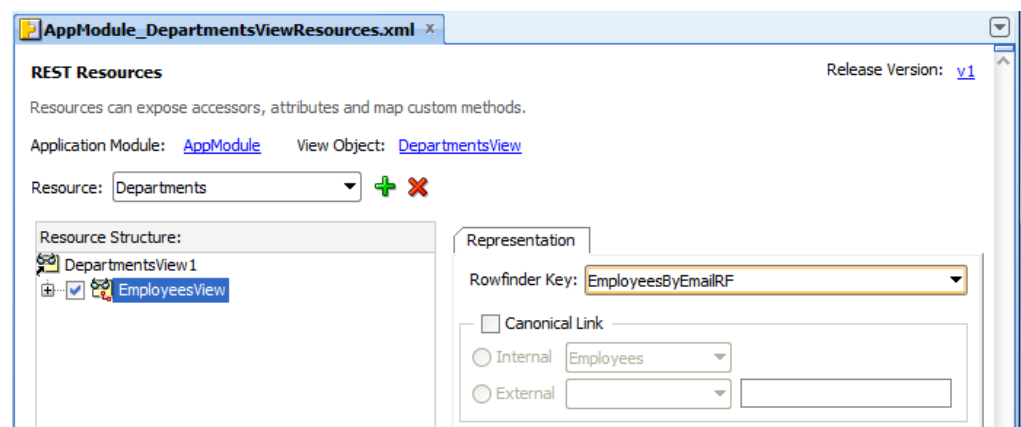 AppModule_DepartmentsViewResources.xml x
REST Resources
Release Version: v1
Resources can expose accessors, attributes and map custom methods.
Application Module: AppModule View Object: DepartmentsView
Resource: Departments
Resource Structure:
DepartmentsView1
EmployeesView
Representation
Rowfinder Key: EmployeesByEmailRF
Canonical Link
Internal Employees
External